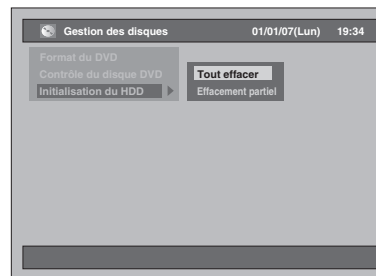 Gestion des disques 01/01/07(Lun) 19:34
Format du DVD
Contrôle du disque DVD
Initialisation du HDD
Tout effacer
Effacement partiel